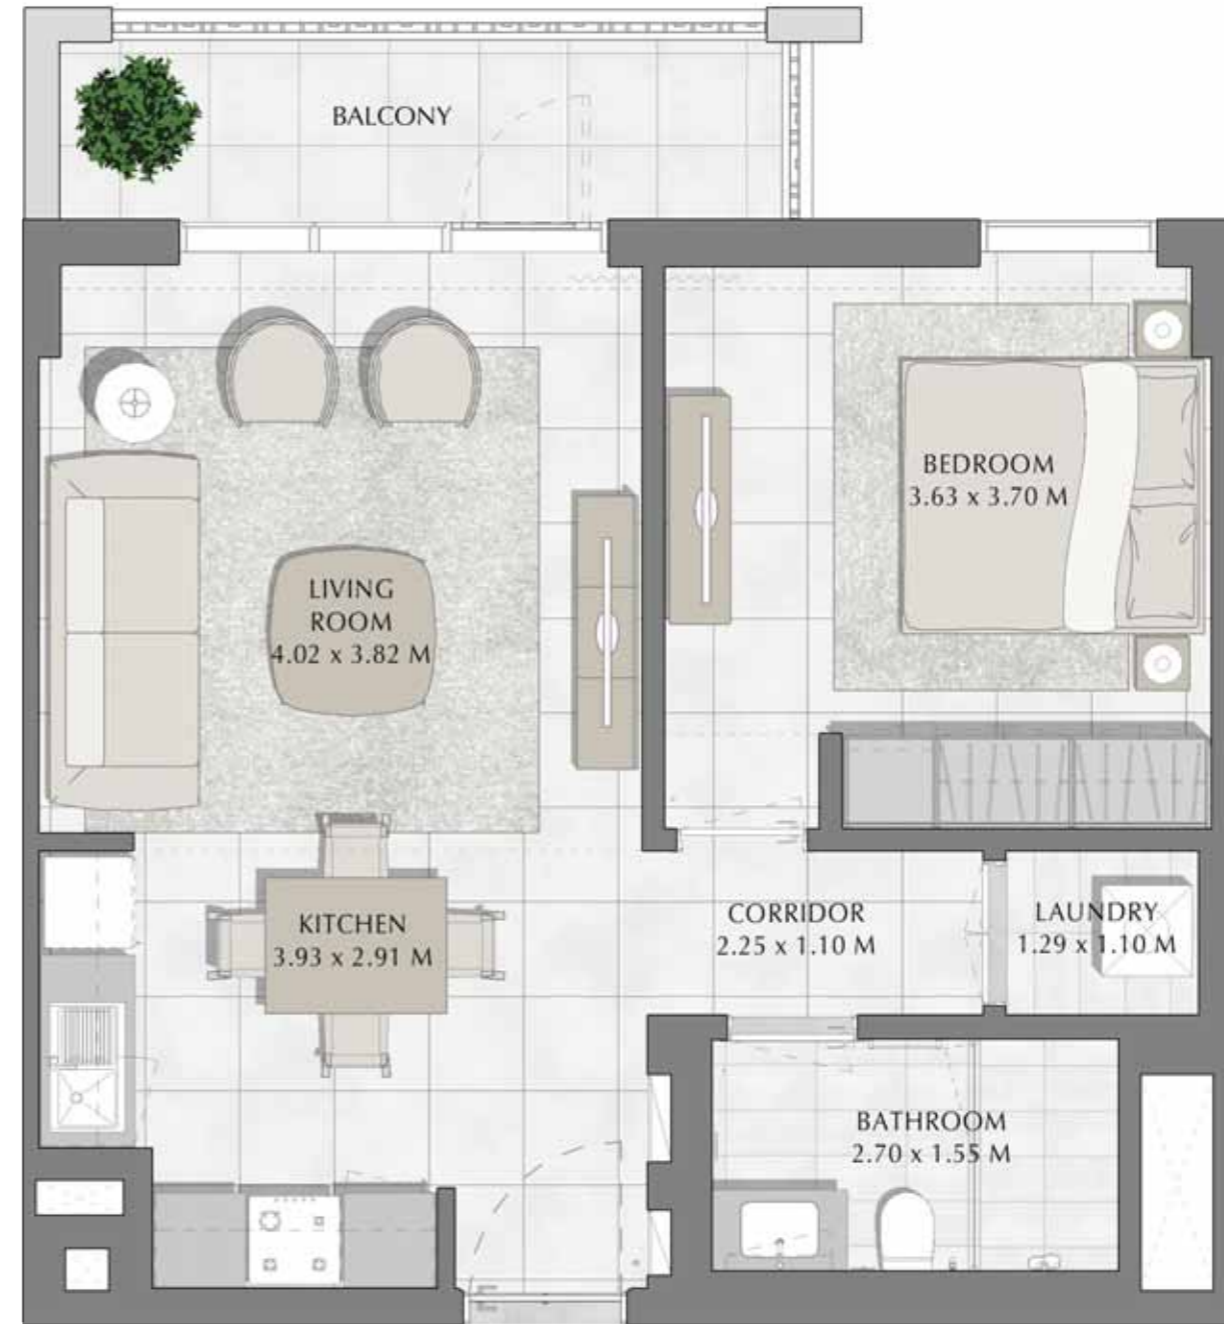 BALCONY
BEDROOM
3.63 x 3.70 M
LIVING
ROOM
4.02 x 3.82 M
KITCHEN
3.93 x 2.91 M
CORRIDOR
2.25 x 1.10 M
LAUNDRY
1.29 x 1.10 M
BATHROOM
2.70 x 1.55 M